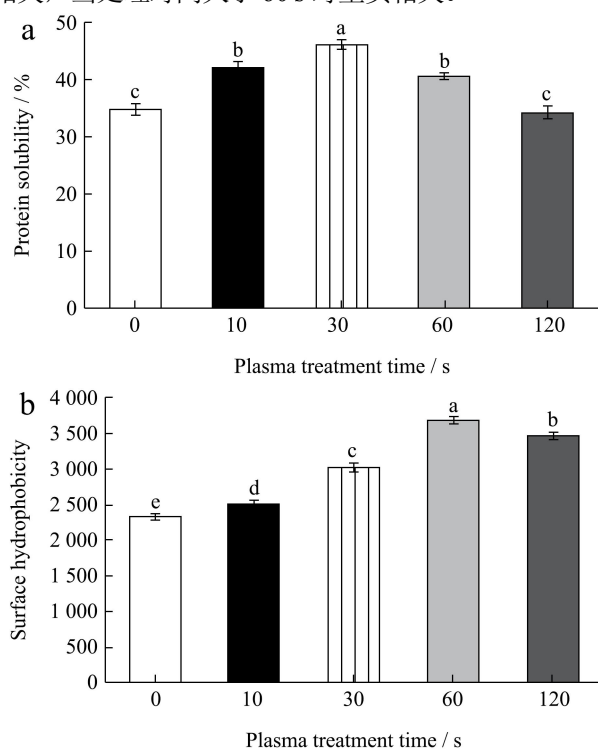 a
50
40
30
20
10
0
Protein solubility / %
c
b
a
b
c
0 10 30 60 120
Plasma treatment time / s
b
4 000
3 500
3 000
2 500
2 000
1 500
1 000
500
0
Surface hydrophobicity
e
d
c
a
b
0 10 30 60 120
Plasma treatment time / s